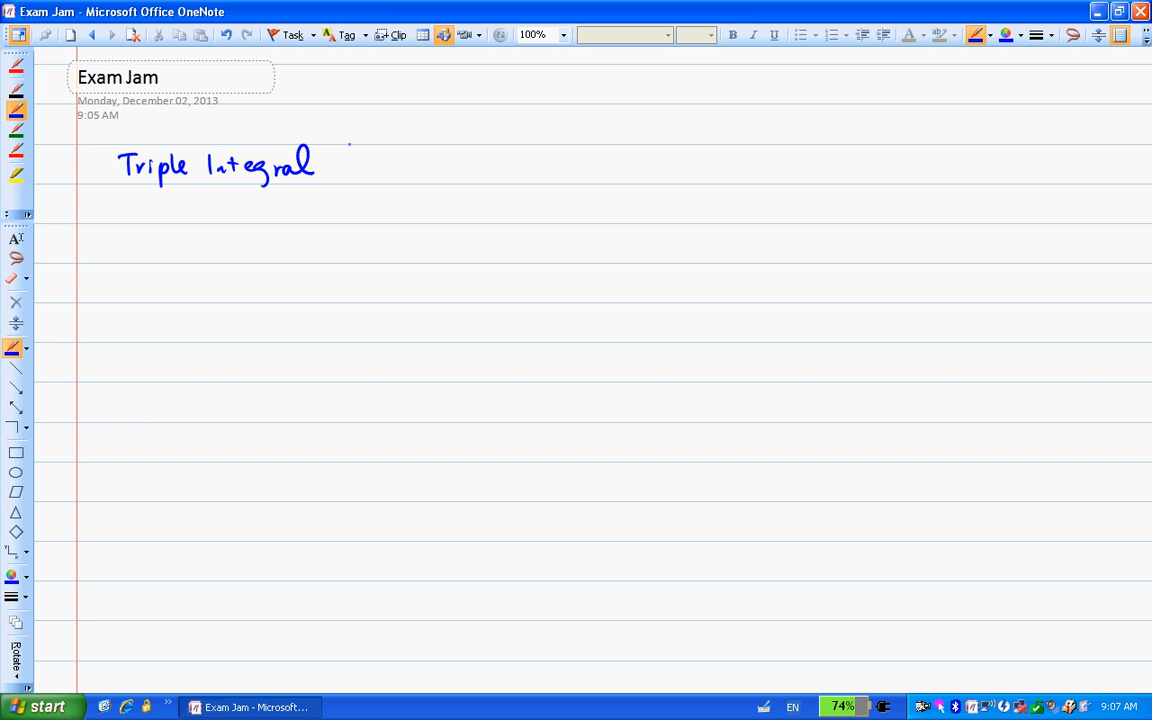 Exam Jam - Microsoft Office OneNote
Task Tag Clip 100% B I U A ab
Exam Jam
Monday, December 02, 2013
9:05 AM
Triple Integral
A
Rotate
start Exam Jam - Microsoft... EN 74% 9:07 AM